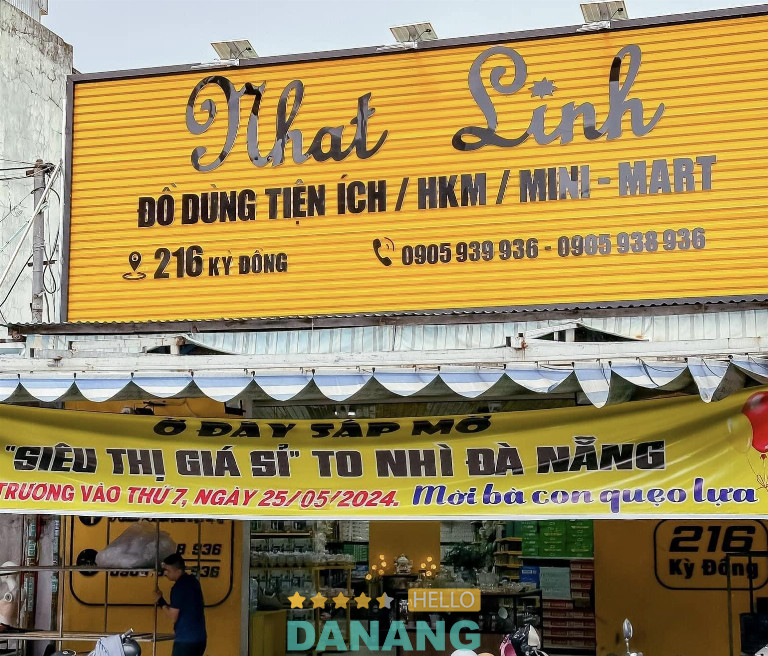 Nhat Linh
ĐỒ DÙNG TIỆN ÍCH / HKM / MINI - MART
216 KỲ ĐỒNG
0905 939 936 - 0905 938 936
Ở ĐÂY SẮP MỞ
"SIÊU THỊ GIÁ SỈ" TO NHÌ ĐÀ NẴNG
TRƯƠNG VÀO THỨ 7, NGÀY 25/05/2024. Mời bà con quẹo lựa
936
936
216
Kỳ Đồng
HELLO
DANANG